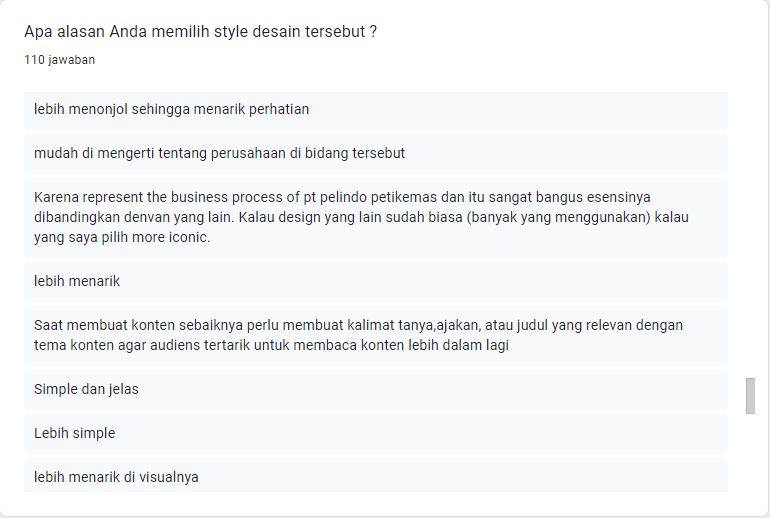 Apa alasan Anda memilih style desain tersebut ?
110 jawaban
lebih menonjol sehingga menarik perhatian
mudah di mengerti tentang perusahaan di bidang tersebut
Karena represent the business process of pt pelindo petikemas dan itu sangat bangus esensinya
dibandingkan denvan yang lain. Kalau design yang lain sudah biasa (banyak yang menggunakan) kalau
yang saya pilih more iconic.
lebih menarik
Saat membuat konten sebaiknya perlu membuat kalimat tanya,ajakan, atau judul yang relevan dengan
tema konten agar audiens tertarik untuk membaca konten lebih dalam lagi
Simple dan jelas
Lebih simple
lebih menarik di visualnya